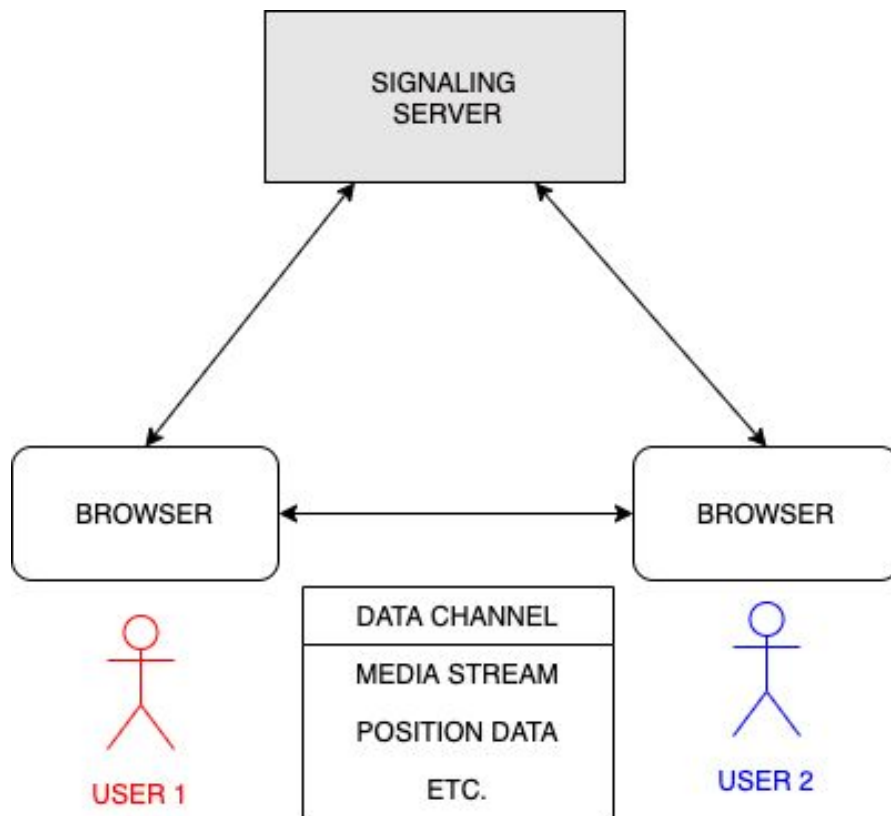 SIGNALING
SERVER
BROWSER
BROWSER
DATA CHANNEL
MEDIA STREAM
POSITION DATA
ETC.
USER 1
USER 2